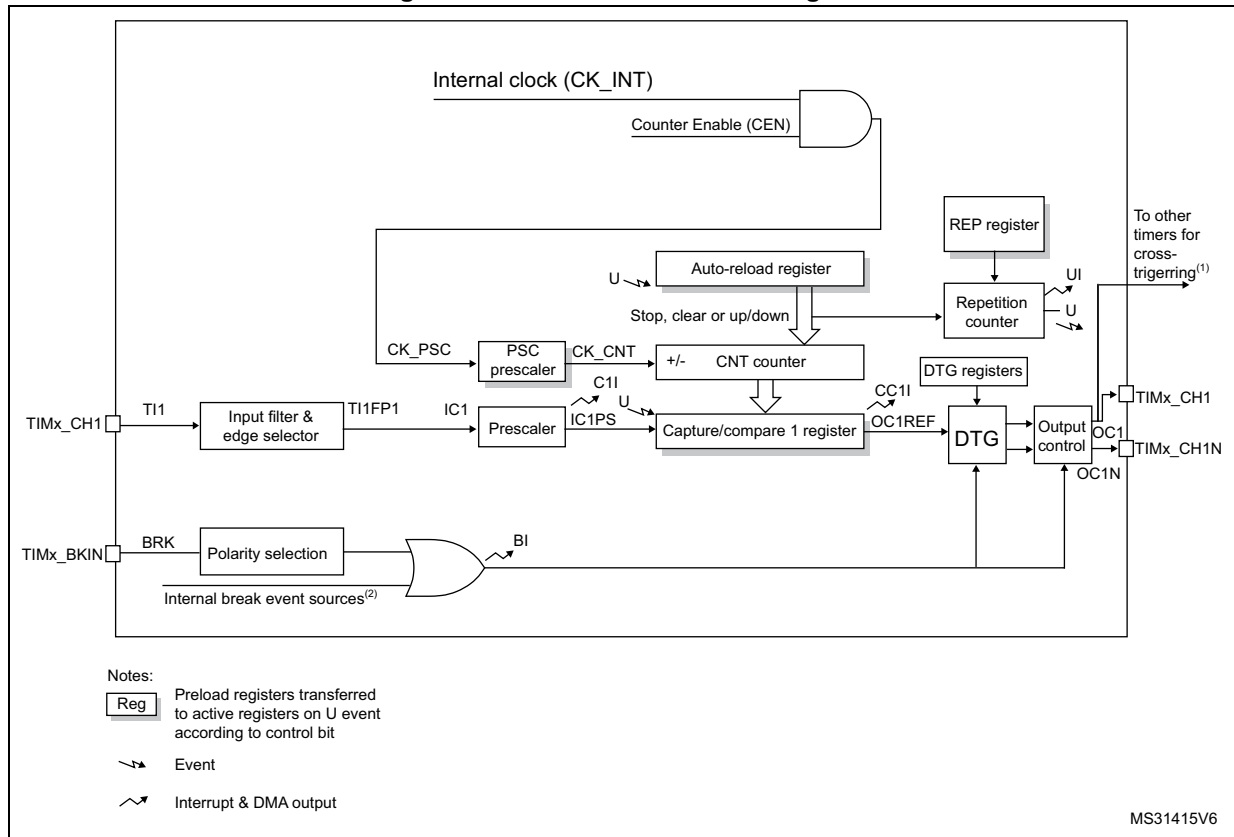 Internal clock (CK_INT)
Counter Enable (CEN)
REP register
To other
timers for
cross-
trigerring(1)
Auto-reload register
U
UI
Repetition
counter
U
Stop, clear or up/down
CK_PSC
PSC
prescaler
CK_CNT
+/-
CNT counter
DTG registers
C1I
CC1I
TIMx_CH1
TI1
Input filter &
edge selector
TI1FP1
IC1
Prescaler
IC1PS
U
Capture/compare 1 register
OC1REF
DTG
Output
control
OC1
TIMx_CH1
TIMx_CH1N
OC1N
TIMx_BKIN
BRK
Polarity selection
BI
Internal break event sources(2)
Notes:
Reg
Preload registers transferred
to active registers on U event
according to control bit
Event
Interrupt & DMA output
MS31415V6